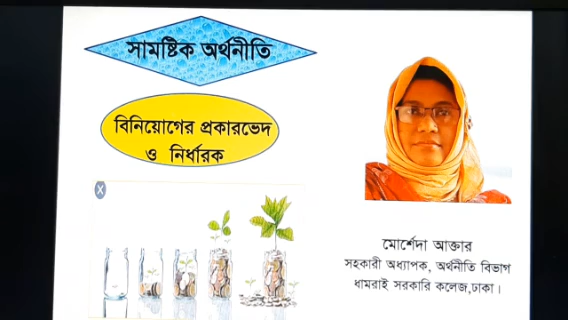 সামষ্টিক অর্থনীতি
বিনিয়োগের প্রকারভেদ
ও নির্ধারক
X
মোর্শেদা আক্তার
সহকারী অধ্যাপক, অর্থনীতি বিভাগ
ধামরাই সরকারি কলেজ,ঢাকা।